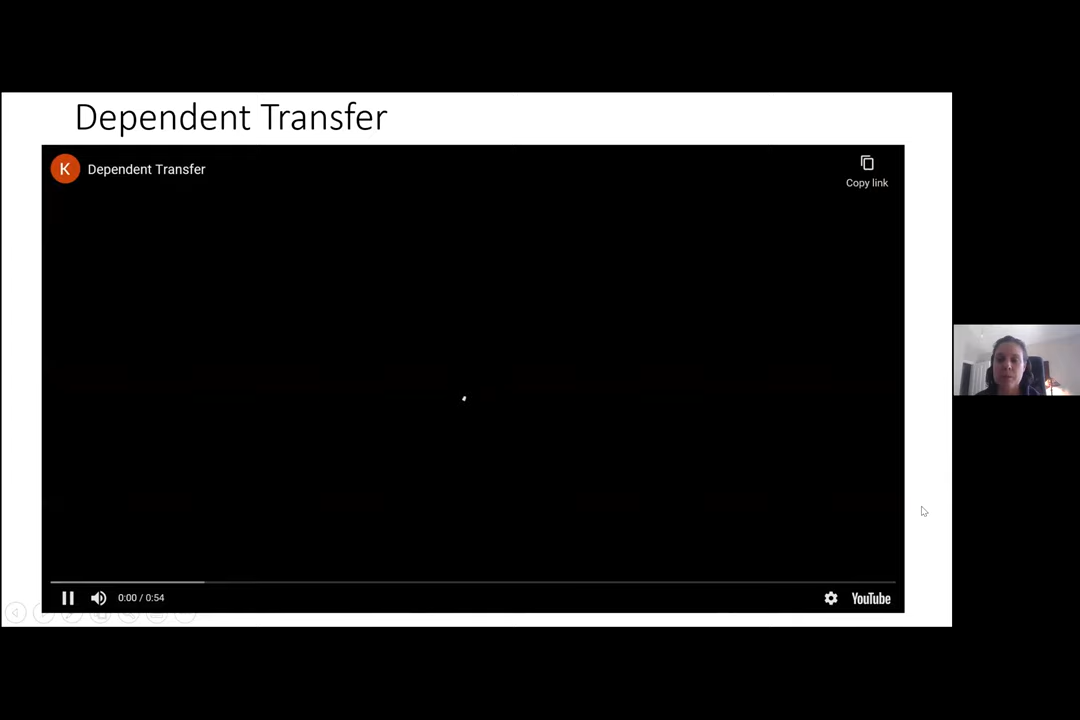 Dependent Transfer
K
Dependent Transfer
Copy link
0:00 / 0:54
YouTube